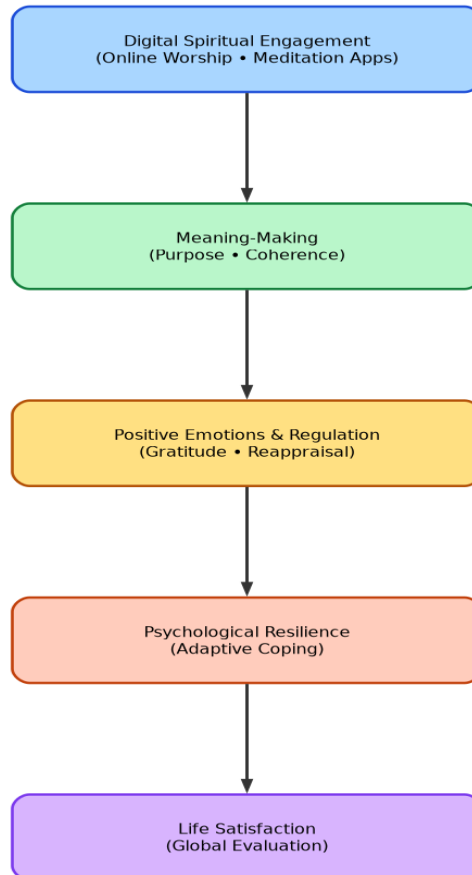 Digital Spiritual Engagement
(Online Worship • Meditation Apps)
Meaning-Making
(Purpose • Coherence)
Positive Emotions & Regulation
(Gratitude • Reappraisal)
Psychological Resilience
(Adaptive Coping)
Life Satisfaction
(Global Evaluation)